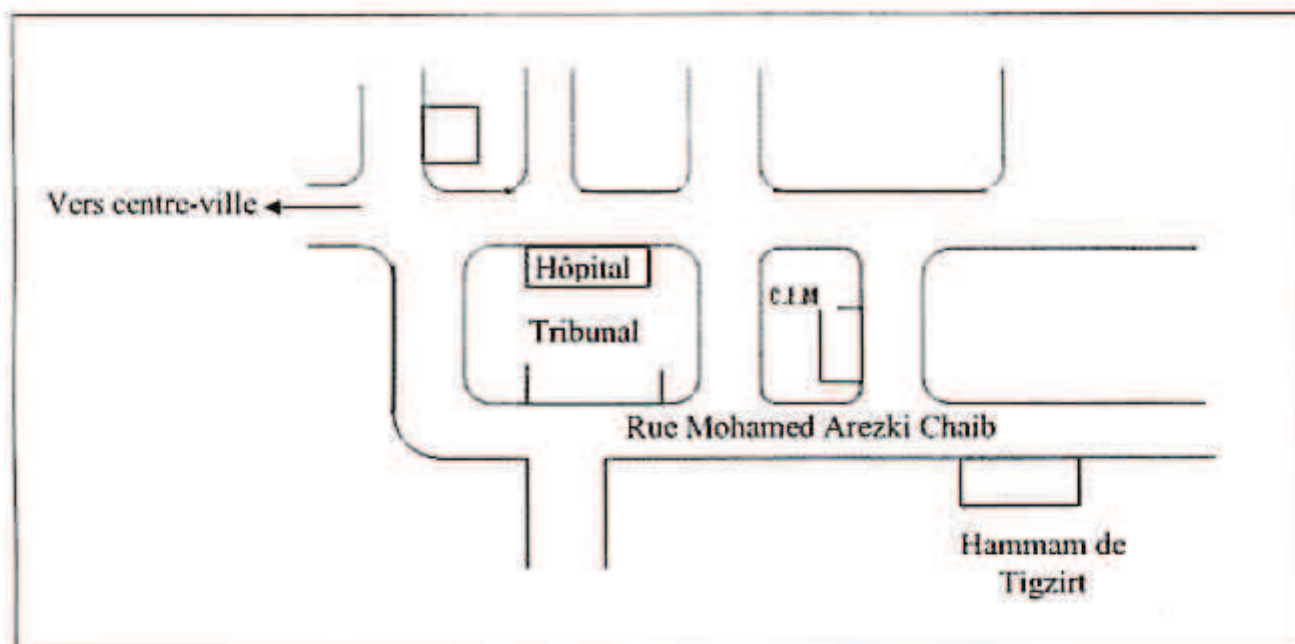 Vers centre-ville
Hôpital
C.E.M
Tribunal
Rue Mohamed Arezki Chaib
Hammam de
Tigzirt